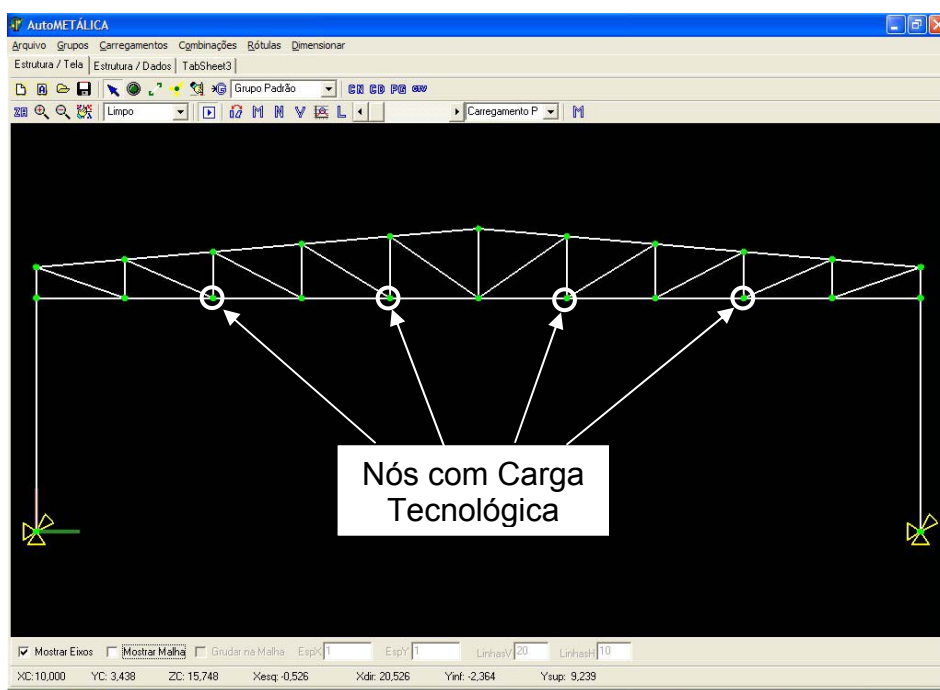 AutoMETÁLICA
Arquivo Grupos Carregamentos Combinações Rótulas Dimensionar
Estrutura / Tela Estrutura / Dados TabSheet3
Grupo Padrão CN CD PG
Limpo M N V L Carregamento P M
Nós com Carga
Tecnológica
Mostrar Eixos Mostrar Malha Grudar na Malha EspX 1 EspY 1 LinhasV 20 LinhasH 10
XC: 10,000 YC: 3,438 ZC: 15,748 Xesq: -0,526 Xdir: 20,526 Yinf: -2,364 Ysup: 9,239